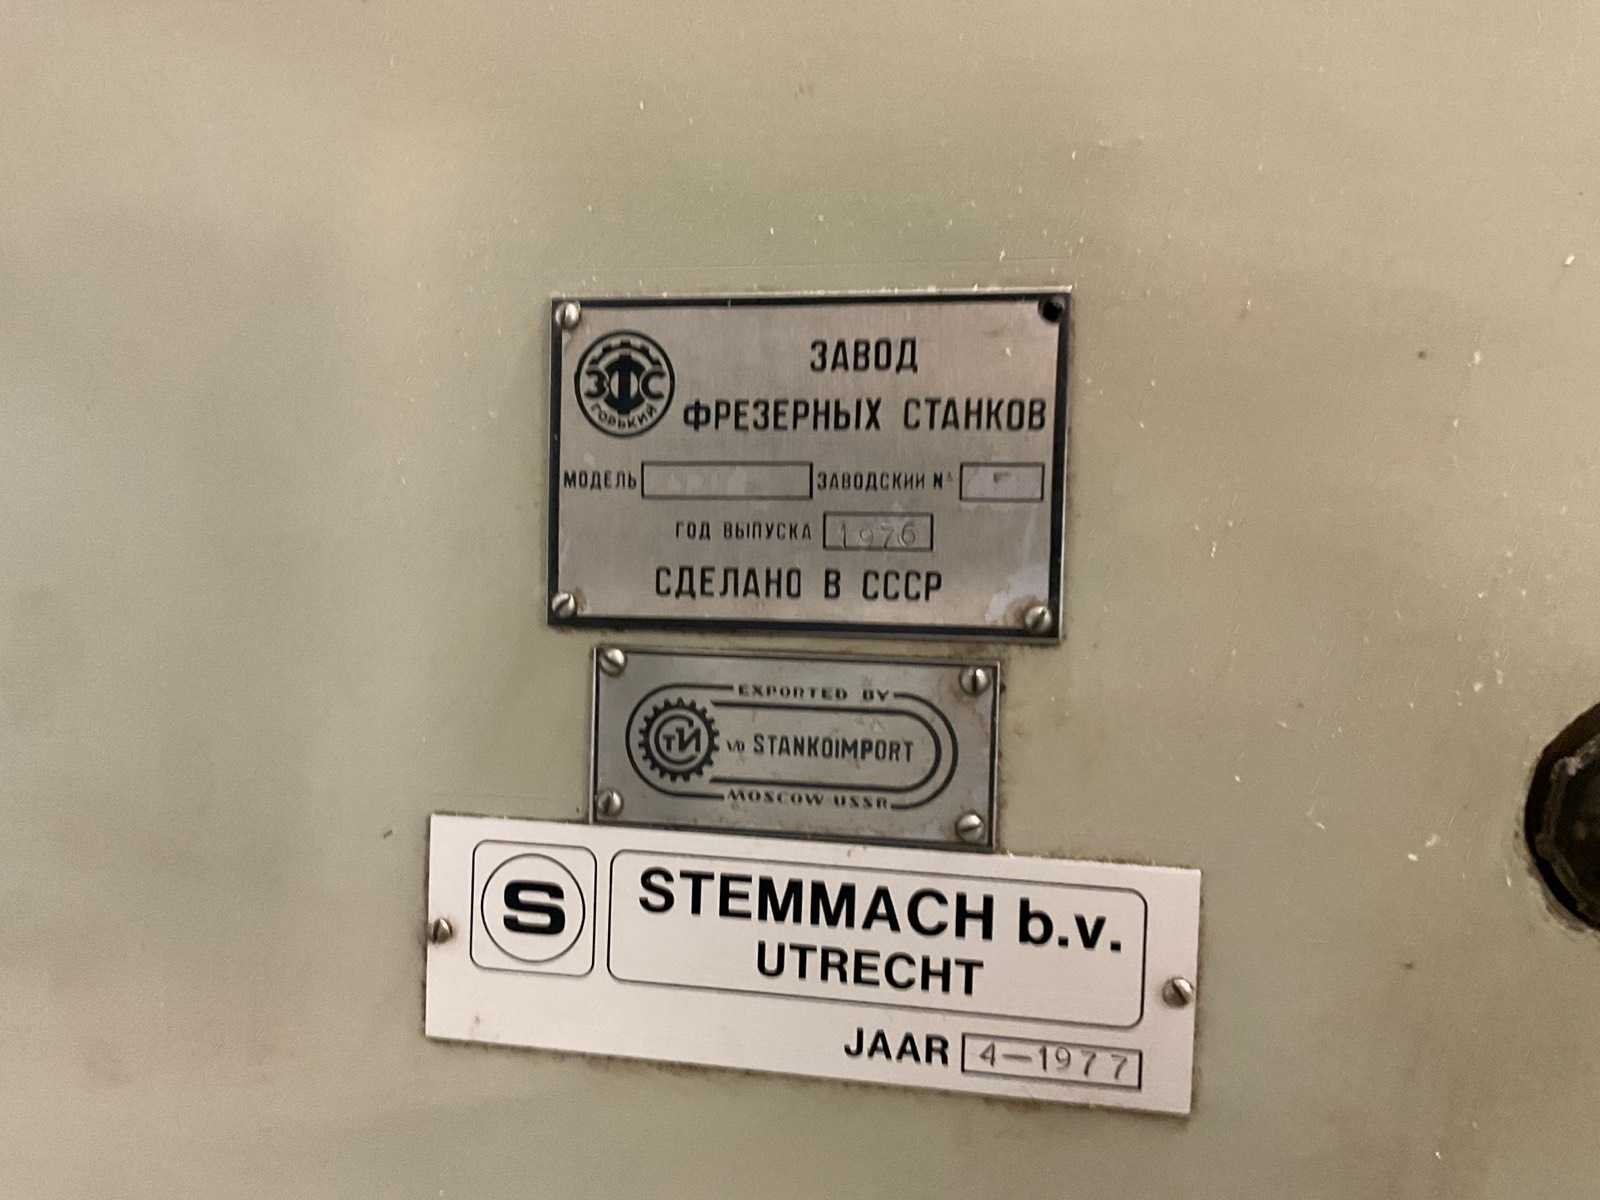 ЗАВОД
ФРЕЗЕРНЫХ СТАНКОВ
ЗФС
ГОРЬКИЙ
МОДЕЛЬ ЗАВОДСКИЙ №
ГОД ВЫПУСКА 1976
СДЕЛАНО В СССР
EXPORTED BY
СТИ V/O STANKOIMPORT
MOSCOW USSR
S STEMMACH b.v.
UTRECHT
JAAR 4-1977